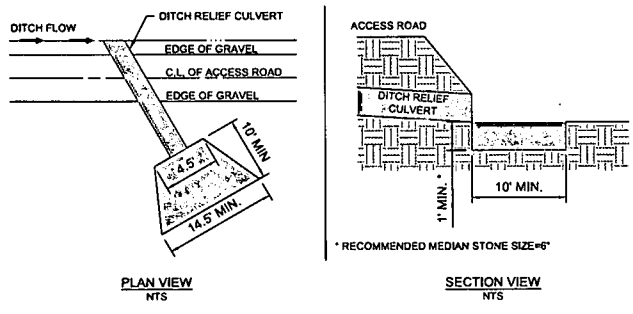 DITCH FLOW
DITCH RELIEF CULVERT
EDGE OF GRAVEL
C.L. OF ACCESS ROAD
EDGE OF GRAVEL
4.5'
10' MIN
14.5' MIN.
PLAN VIEW
NTS
ACCESS ROAD
DITCH RELIEF
CULVERT
1' MIN. *
10' MIN.
* RECOMMENDED MEDIAN STONE SIZE=6"
SECTION VIEW
NTS